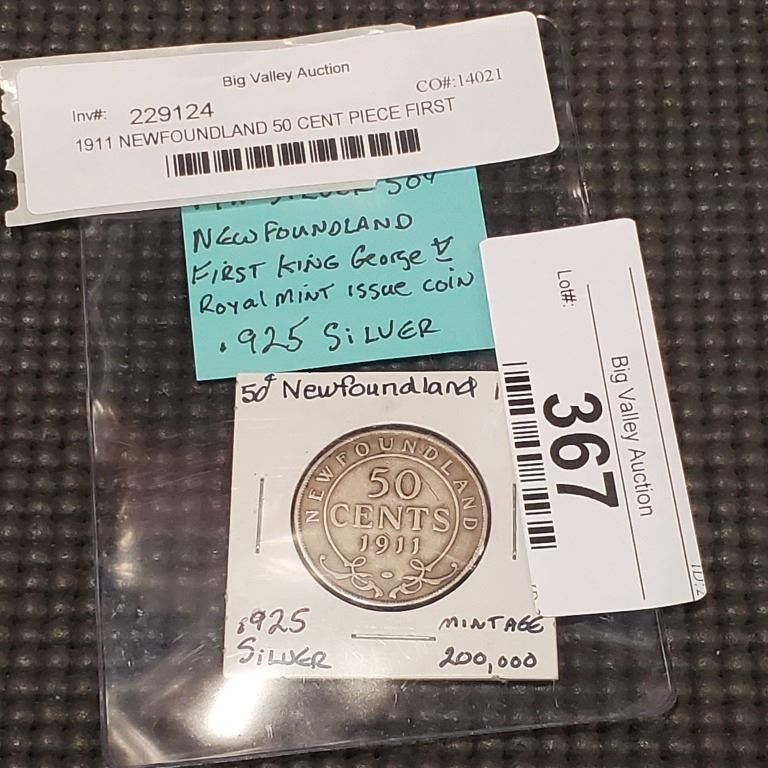 Big Valley Auction
Inv#: 229124 CO#:14021
1911 NEWFOUNDLAND 50 CENT PIECE FIRST
NEWFOUNDLAND
FIRST KING George V
Royal MINT ISSUE COIN
.925 SILVER
Lot#:
367
Big Valley Auction
50¢ Newfoundland
NEWFOUNDLAND
50
CENTS
1911
.925
SILVER
MINTAGE
200,000